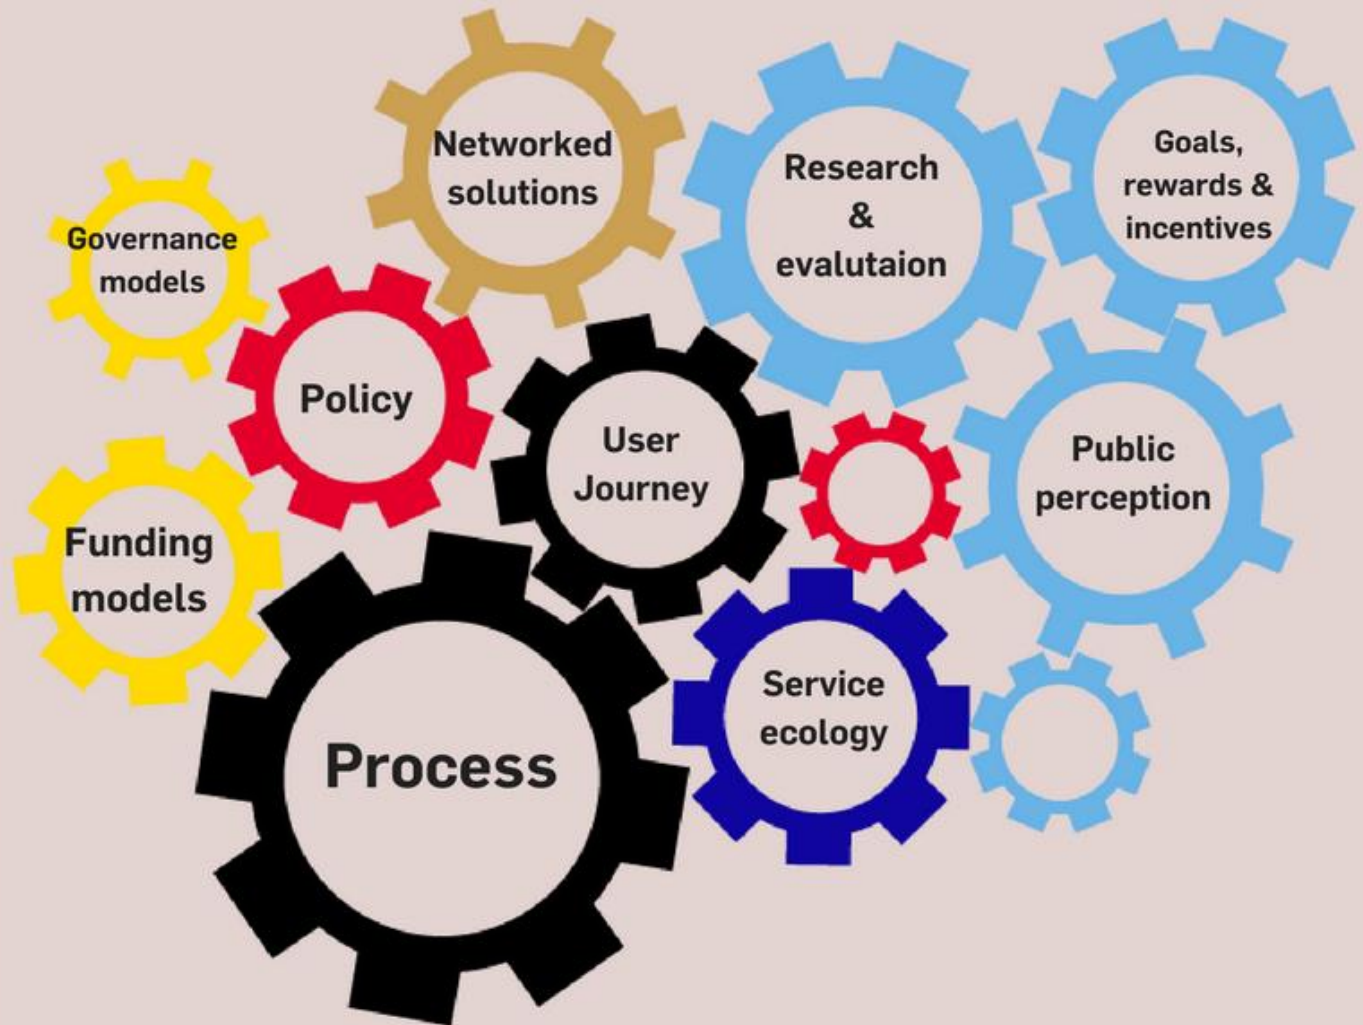 Networked
solutions
Research
&
evalutaion
Goals,
rewards &
incentives
Governance
models
Policy
User
Journey
Public
perception
Funding
models
Service
ecology
Process